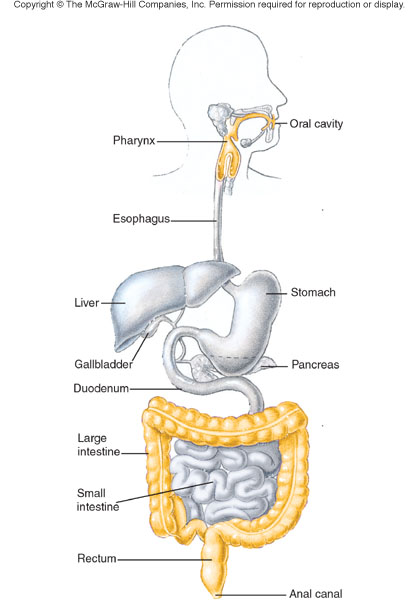 Copyright © The McGraw-Hill Companies, Inc. Permission required for reproduction or display.
Oral cavity
Pharynx
Esophagus
Liver
Stomach
Gallbladder
Pancreas
Duodenum
Large
intestine
Small
intestine
Rectum
Anal canal